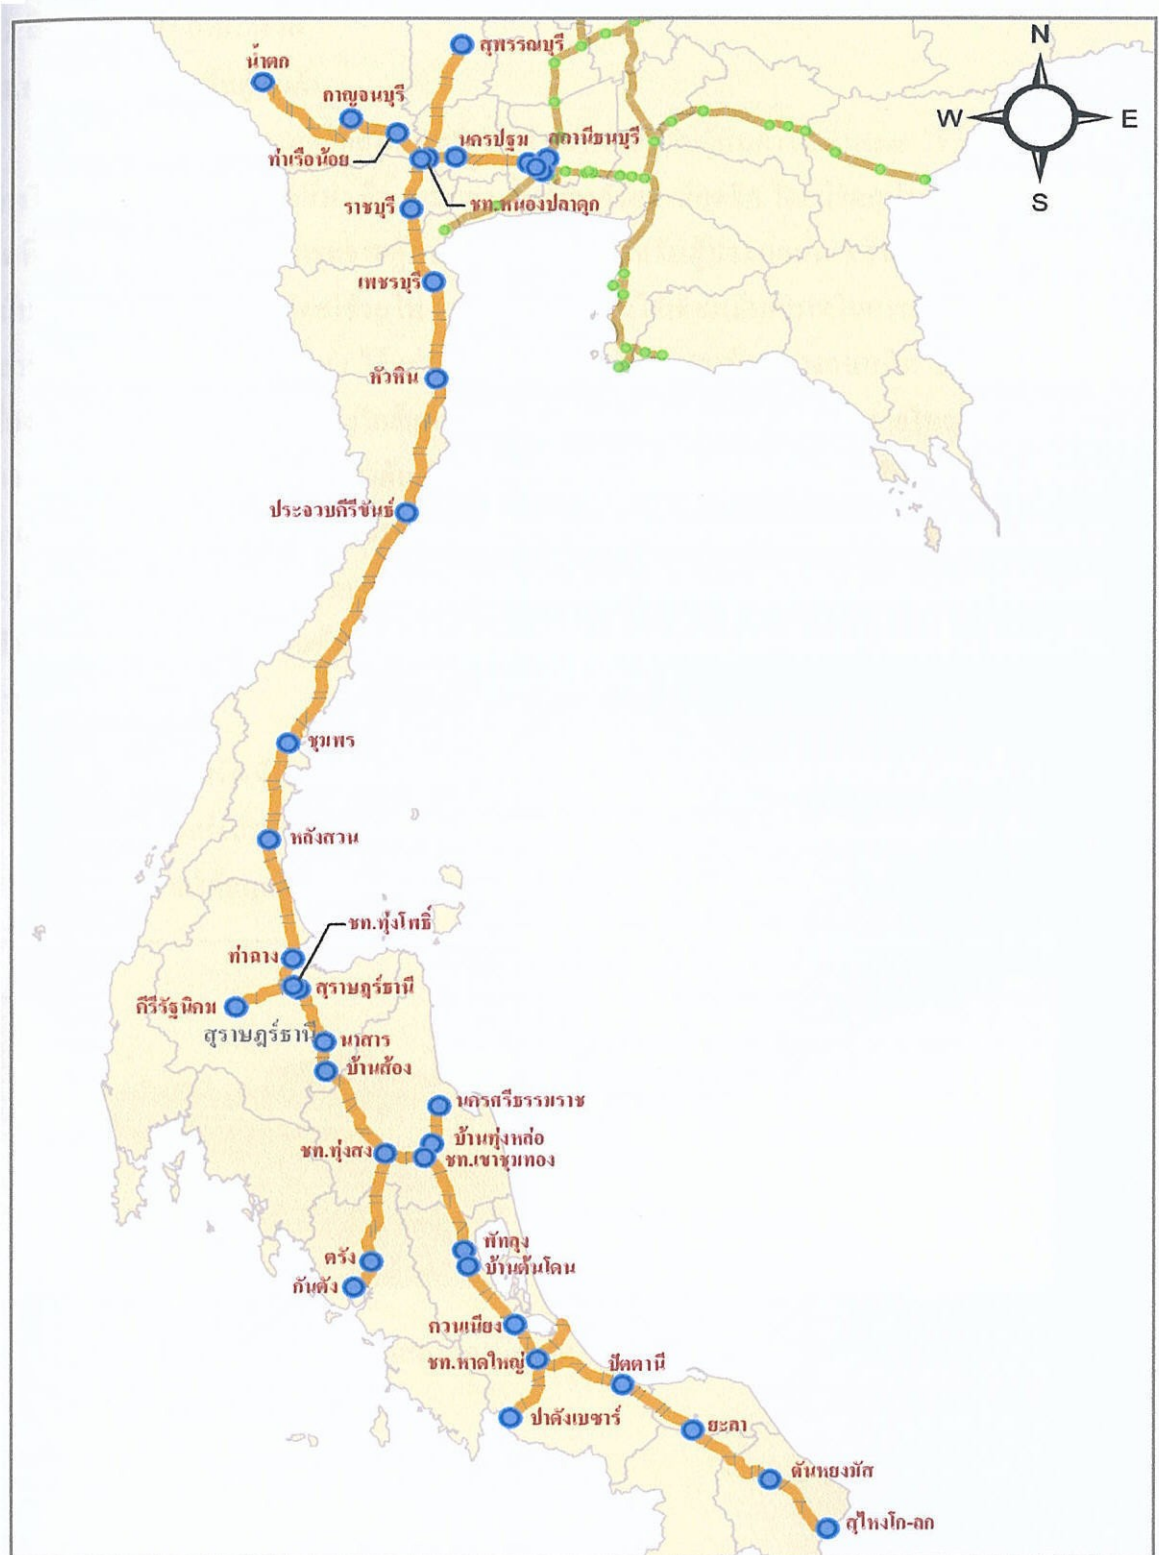 สุพรรณบุรี
น้ำตก
N
กาญจนบุรี
W
E
นครปฐม
สถานีธนบุรี
ท่าเรือน้อย
S
ราชบุรี
ชท.หนองปลาดุก
เพชรบุรี
หัวหิน
ประจวบคีรีขันธ์
ชุมพร
หลังสวน
ชท.ทุ่งโพธิ์
ท่าฉาง
สุราษฎร์ธานี
คีรีรัฐนิคม
สุราษฎร์ธานี
นาสาร
บ้านส้อง
นครศรีธรรมราช
บ้านทุ่งหล่อ
ชท.ทุ่งสง
ชท.เขาชุมทอง
พัทลุง
ตรัง
บ้านต้นโดน
กันตัง
ควนเนียง
ชท.หาดใหญ่
ปัตตานี
ปาดังเบซาร์
ยะลา
ตันหยงมัส
สุไหงโก-ลก